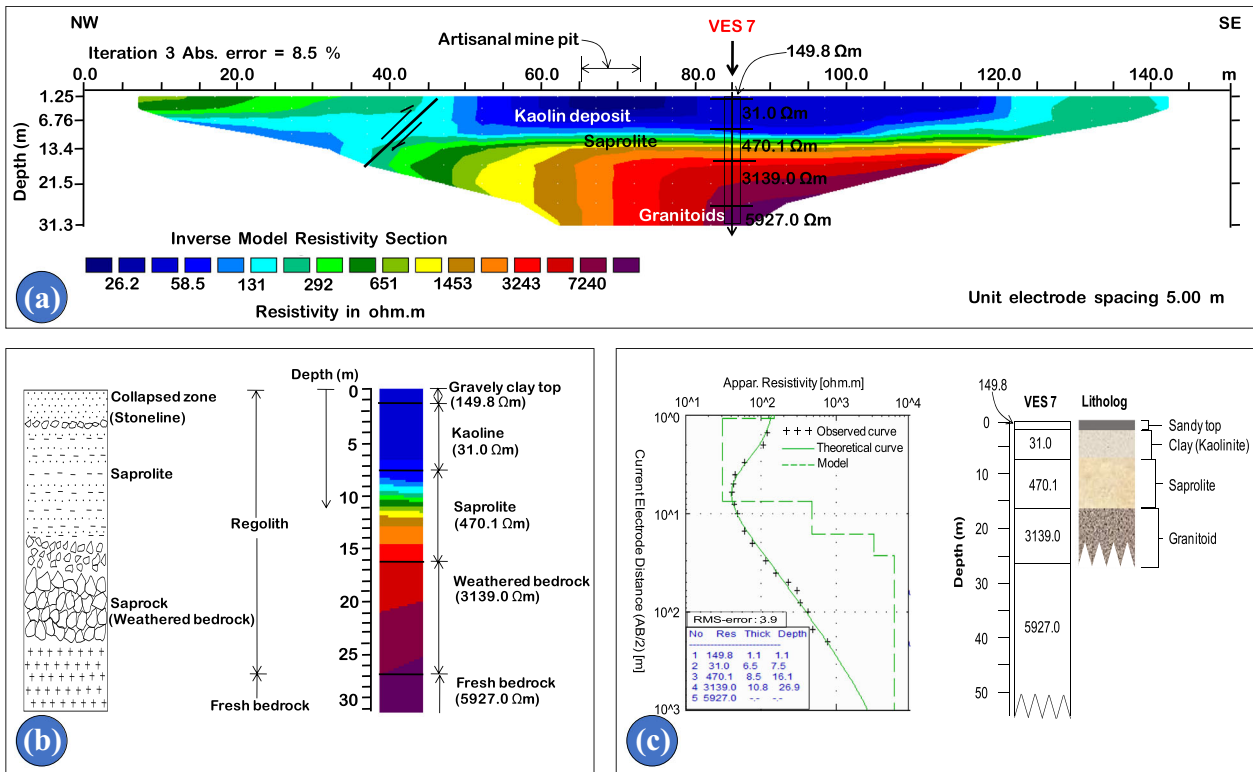 NW
VES 7
SE
Artisanal mine pit
149.8 Ωm
Iteration 3 Abs. error = 8.5 %
0.0 20.0 40.0 60.0 80.0 100.0 120.0 140.0 m
Depth (m)
1.25
6.76
13.4
21.5
31.3
Kaolin deposit
31.0 Ωm
Saprolite
470.1 Ωm
3139.0 Ωm
Granitoids
5927.0 Ωm
Inverse Model Resistivity Section
26.2 58.5 131 292 651 1453 3243 7240
Resistivity in ohm.m
Unit electrode spacing 5.00 m
(a)
Collapsed zone
(Stoneline)
Saprolite
Saprock
(Weathered bedrock)
Regolith
Fresh bedrock
Depth (m)
0
5
10
15
20
25
30
Gravely clay top
(149.8 Ωm)
Kaoline
(31.0 Ωm)
Saprolite
(470.1 Ωm)
Weathered bedrock
(3139.0 Ωm)
Fresh bedrock
(5927.0 Ωm)
(b)
Appar. Resistivity [ohm.m]
10^1 10^2 10^3 10^4
10^0
10^1
10^2
10^3
Current Electrode Distance (AB/2) [m]
+ + + Observed curve
Theoretical curve
Model
RMS-error: 3.9
No Res Thick Depth
1 149.8 1.1 1.1
2 31.0 6.5 7.5
3 470.1 8.5 16.1
4 3139.0 10.8 26.9
5 5927.0 -.- -.-
149.8
VES 7
Litholog
Depth (m)
0
10
20
30
40
50
31.0
470.1
3139.0
5927.0
Sandy top
Clay (Kaolinite)
Saprolite
Granitoid
(c)